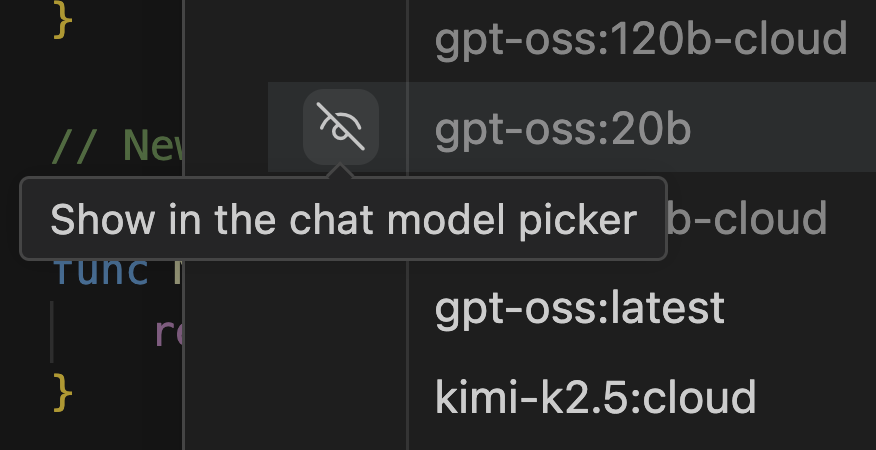 }
gpt-oss:120b-cloud
// New
gpt-oss:20b
Show in the chat model picker
b-cloud
func
gpt-oss:latest
kimi-k2.5:cloud
}